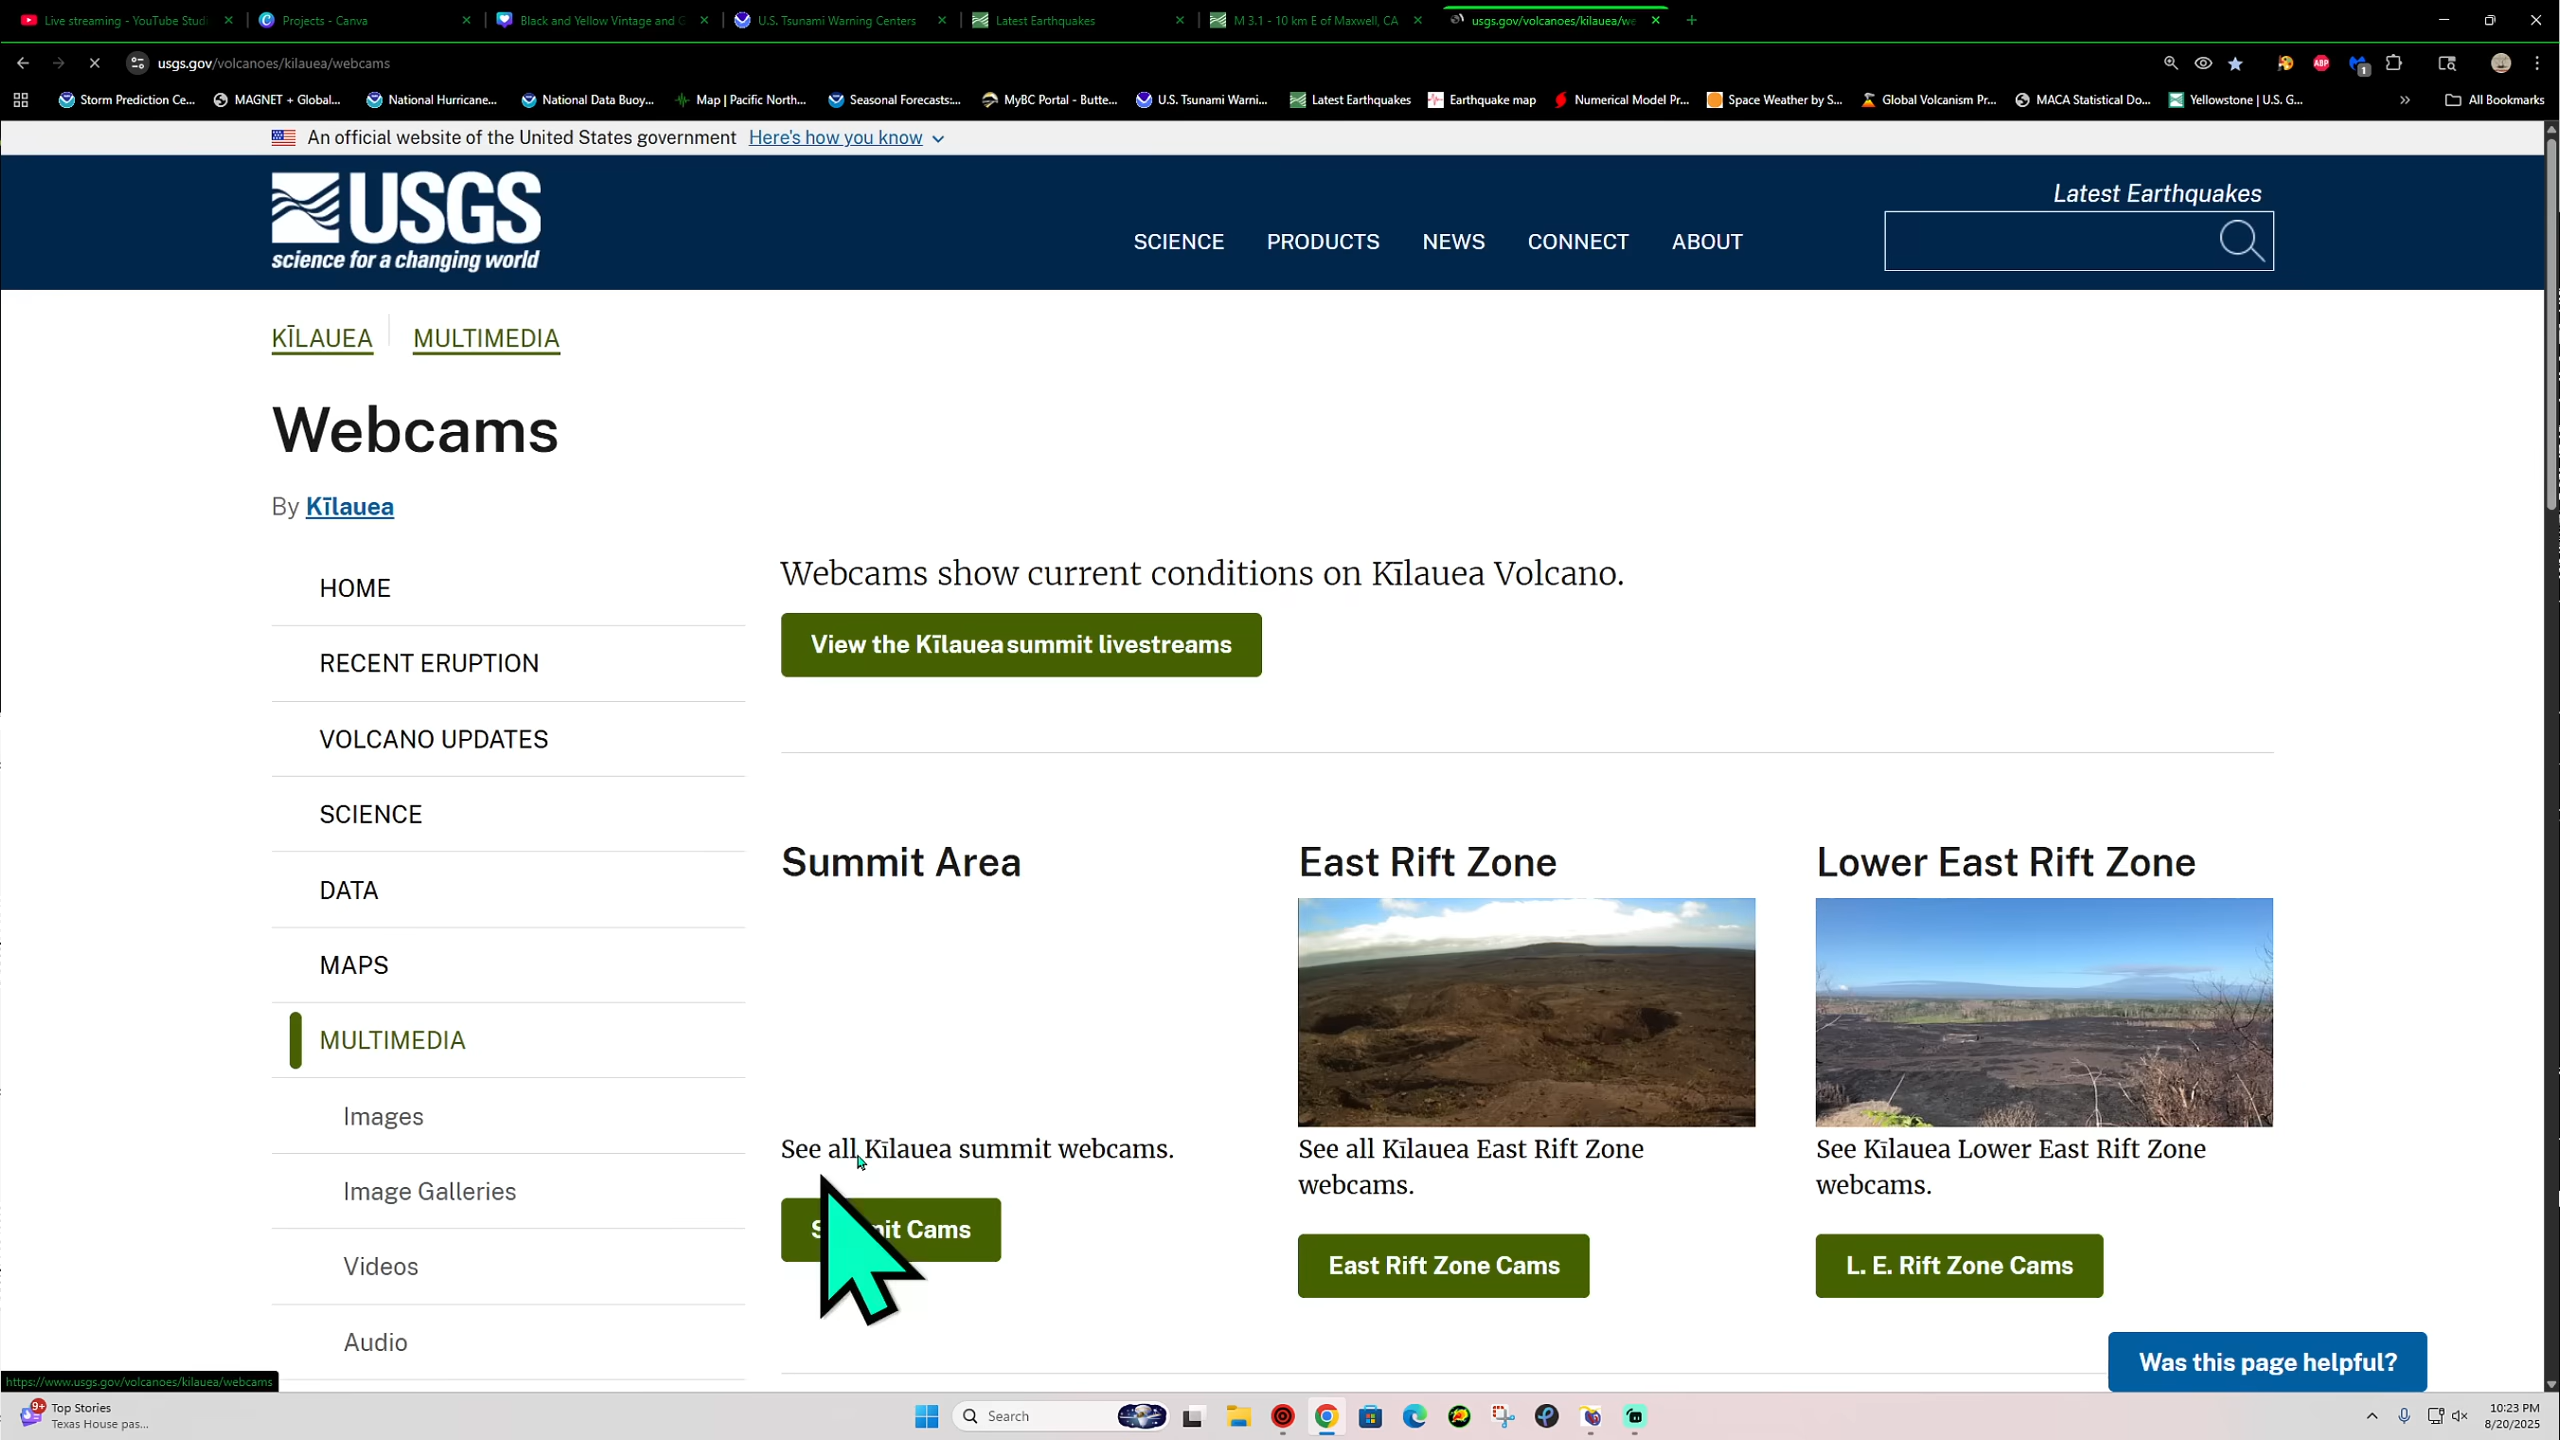 Live streaming - YouTube Studi
Projects - Canva
Black and Yellow Vintage and G
U.S. Tsunami Warning Centers
Latest Earthquakes
M 3.1 - 10 km E of Maxwell, CA
usgs.gov/volcanoes/kilauea/we
usgs.gov/volcanoes/kilauea/webcams
ABP
1
Storm Prediction Ce...
MAGNET + Global...
National Hurricane...
National Data Buoy...
Map | Pacific North...
Seasonal Forecasts:...
MyBC Portal - Butte...
U.S. Tsunami Warni...
Latest Earthquakes
Earthquake map
Numerical Model Pr...
Space Weather by S...
Global Volcanism Pr...
MACA Statistical Do...
Yellowstone | U.S. G...
All Bookmarks
An official website of the United States government Here's how you know
USGS
science for a changing world
Latest Earthquakes
SCIENCE PRODUCTS NEWS CONNECT ABOUT
KĪLAUEA MULTIMEDIA
Webcams
By Kīlauea
HOME
RECENT ERUPTION
VOLCANO UPDATES
SCIENCE
DATA
MAPS
MULTIMEDIA
Images
Image Galleries
Videos
Audio
Webcams show current conditions on Kīlauea Volcano.
View the Kīlauea summit livestreams
Summit Area
See all Kīlauea summit webcams.
Cams
East Rift Zone
See all Kīlauea East Rift Zone
webcams.
East Rift Zone Cams
Lower East Rift Zone
See Kīlauea Lower East Rift Zone
webcams.
L. E. Rift Zone Cams
Was this page helpful?
https://www.usgs.gov/volcanoes/kilauea/webcams
9+
Top Stories
Texas House pas...
Search
10:23 PM
8/20/2025